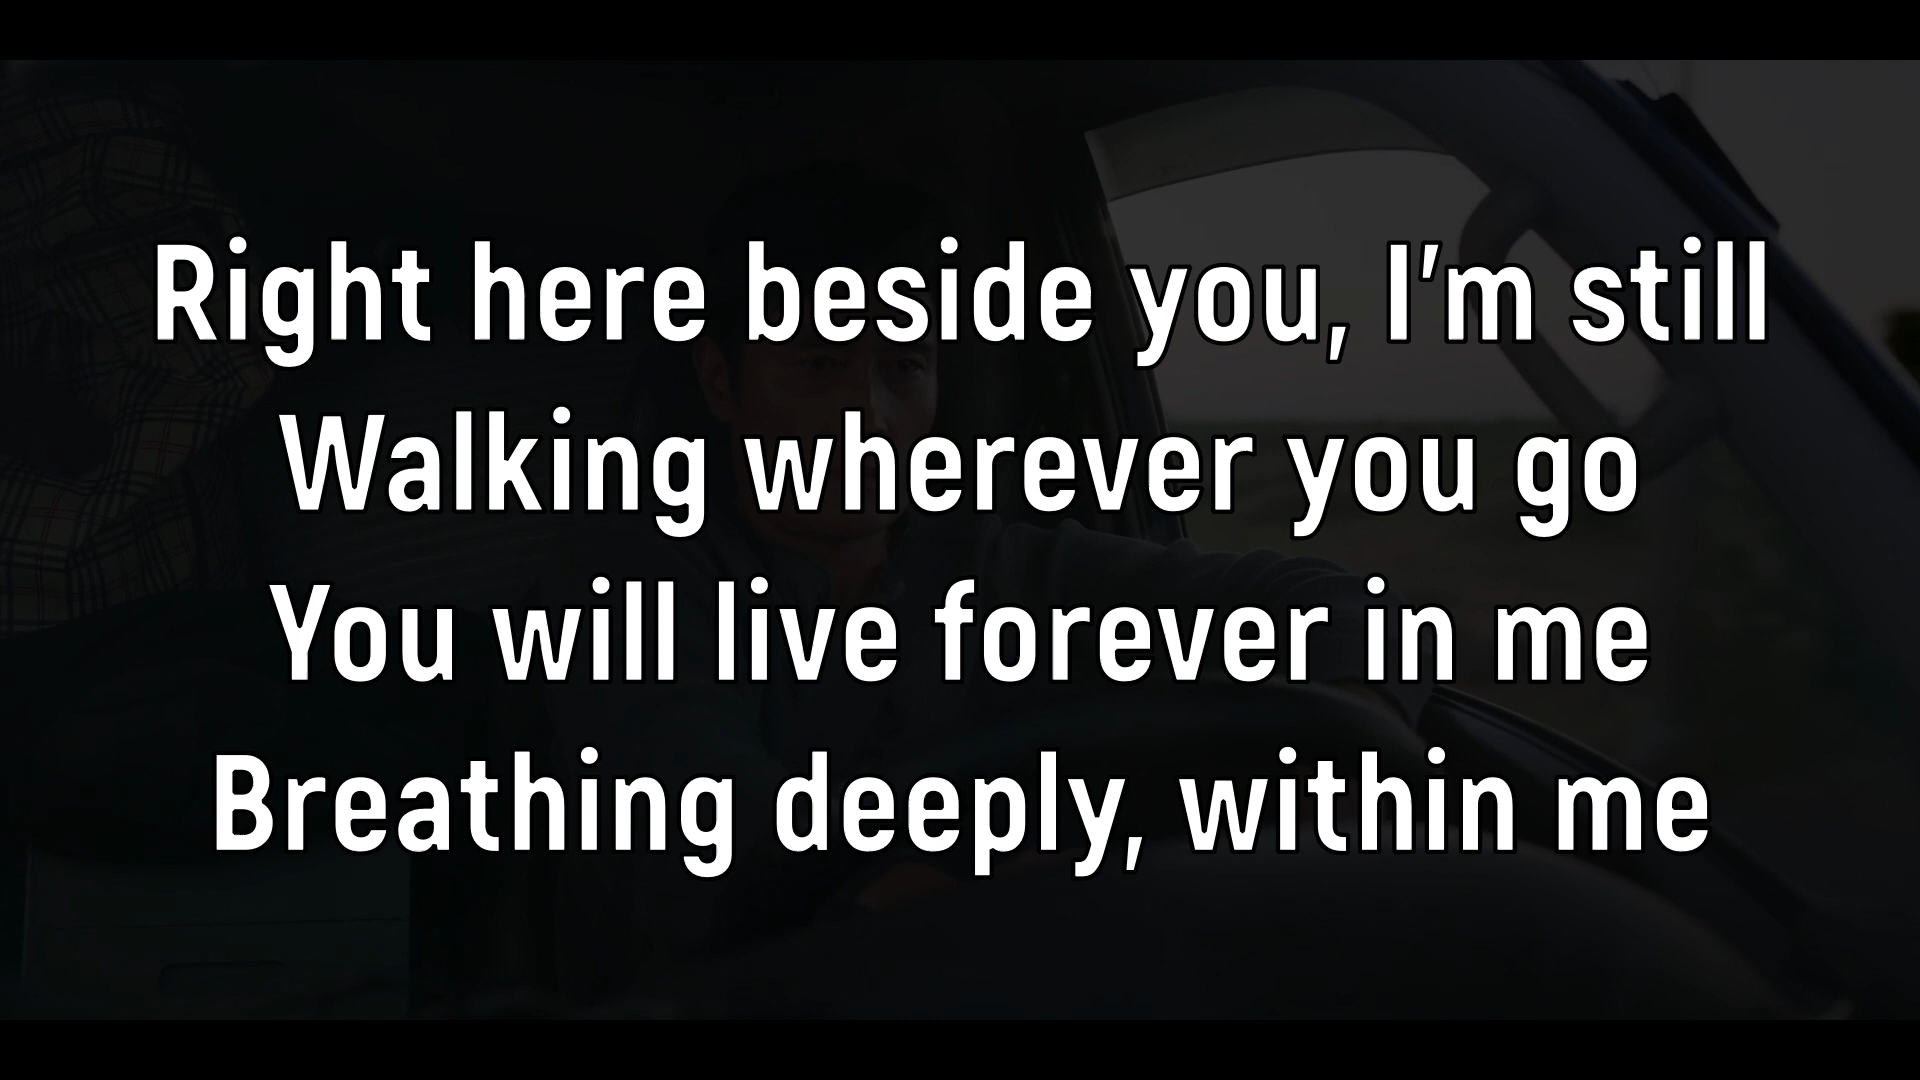 Right here beside you, I'm still
Walking wherever you go
You will live forever in me
Breathing deeply, within me